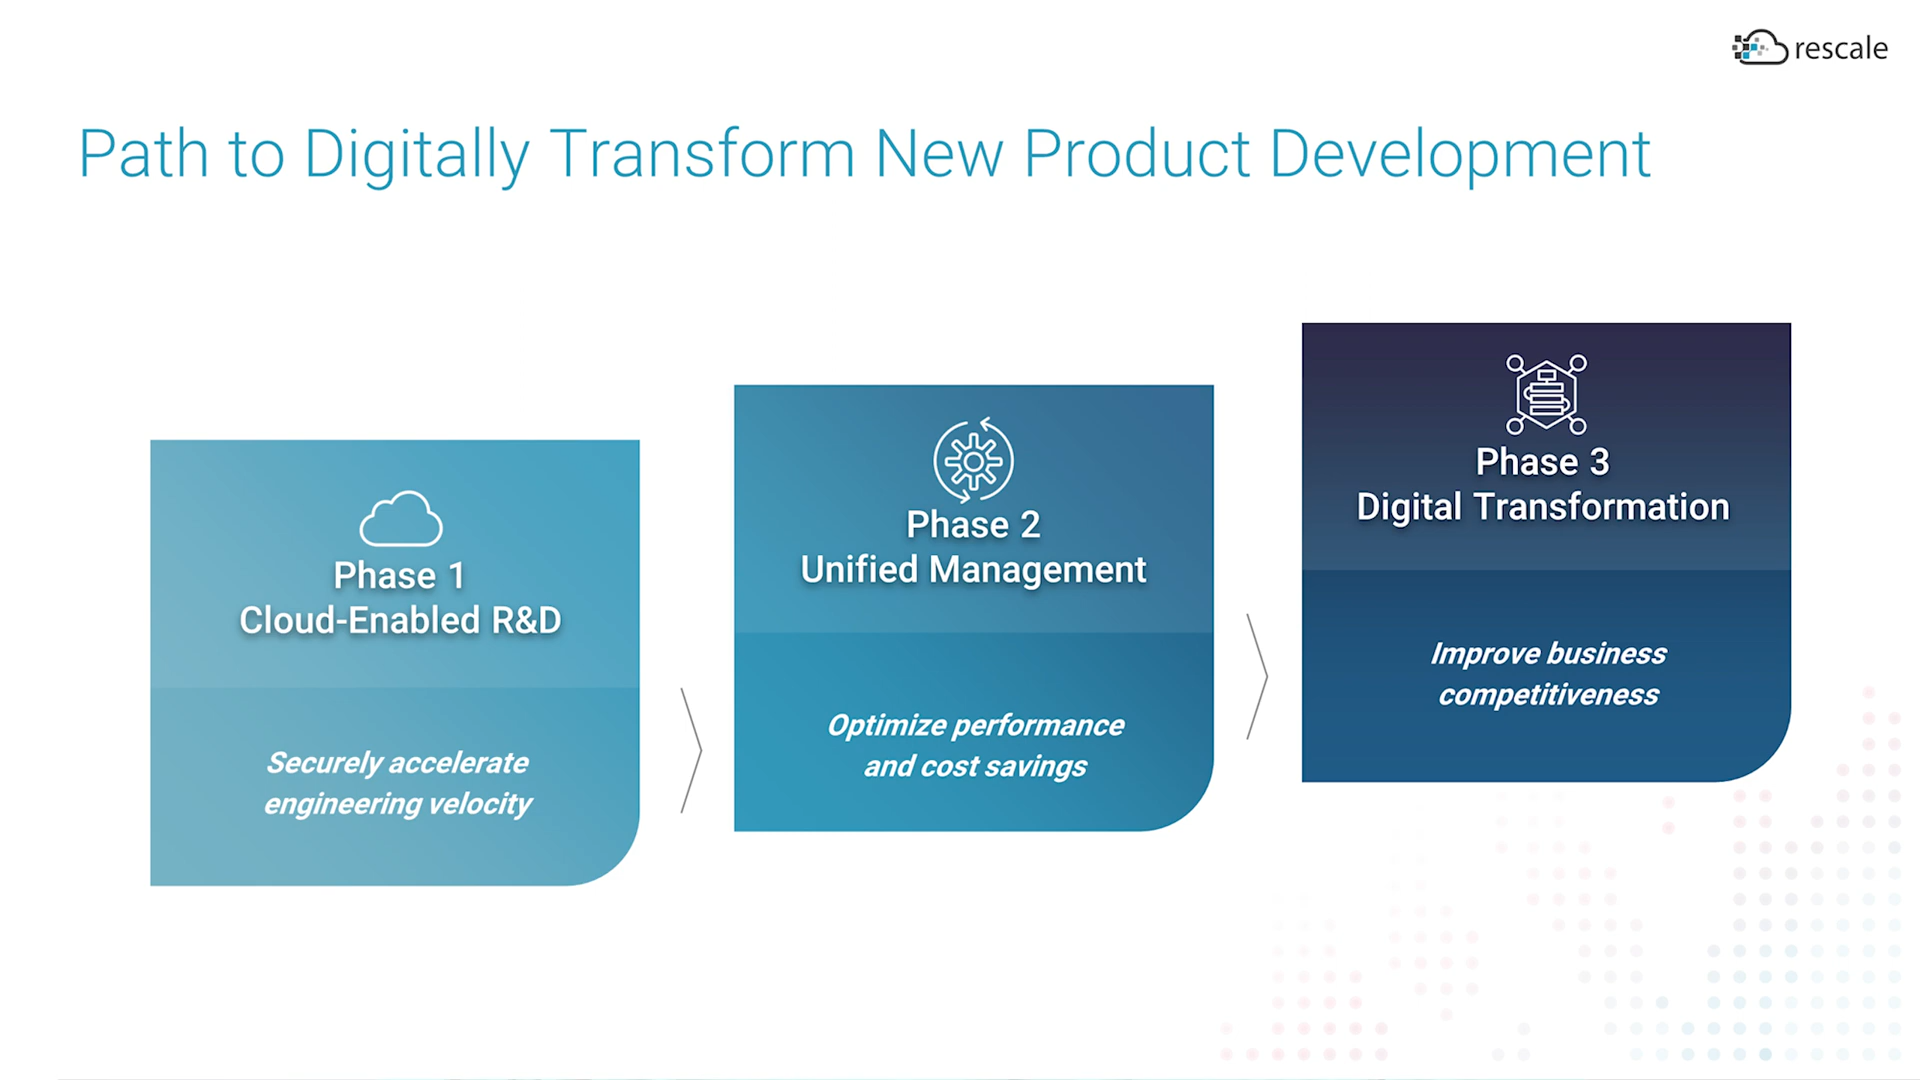 rescale
Path to Digitally Transform New Product Development
Phase 1
Cloud-Enabled R&D
Securely accelerate
engineering velocity
Phase 2
Unified Management
Optimize performance
and cost savings
Phase 3
Digital Transformation
Improve business
competitiveness